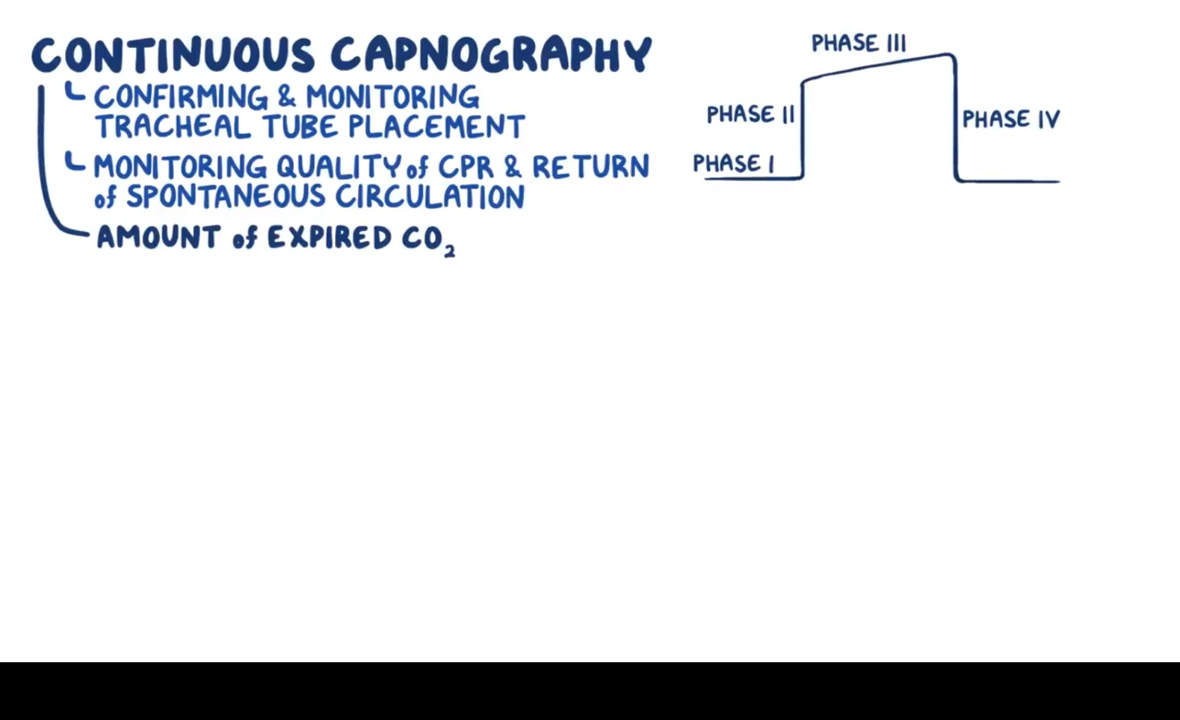 CONTINUOUS CAPNOGRAPHY
CONFIRMING & MONITORING
TRACHEAL TUBE PLACEMENT
MONITORING QUALITY of CPR & RETURN
of SPONTANEOUS CIRCULATION
AMOUNT of EXPIRED CO₂
PHASE III
PHASE II
PHASE IV
PHASE I